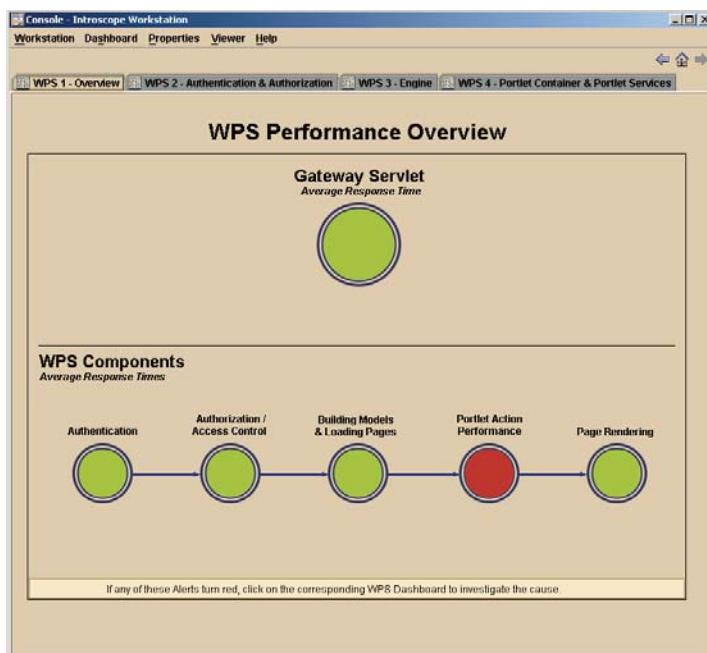 Console - Introscope Workstation
Workstation Dashboard Properties Viewer Help
WPS 1 - Overview WPS 2 - Authentication & Authorization WPS 3 - Engine WPS 4 - Portlet Container & Portlet Services
WPS Performance Overview
Gateway Servlet
Average Response Time
WPS Components
Average Response Times
Authentication
Authorization /
Access Control
Building Models
& Loading Pages
Portlet Action
Performance
Page Rendering
If any of these Alerts turn red, click on the corresponding WPS Dashboard to investigate the cause.